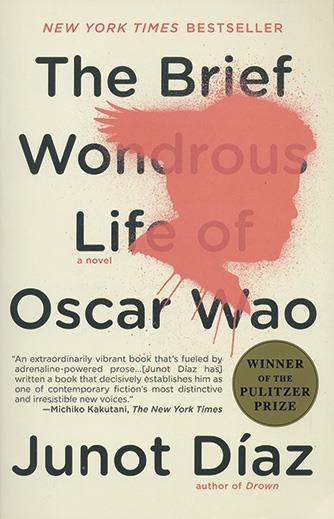 NEW YORK TIMES BESTSELLER
The Brief
Wondrous
Life of
a novel
Oscar Wao
"An extraordinarily vibrant book that's fueled by
adrenaline-powered prose...[Junot Díaz has]
written a book that decisively establishes him as
one of contemporary fiction's most distinctive
and irresistible new voices."
—Michiko Kakutani, The New York Times
WINNER
OF THE
PULITZER
PRIZE
Junot Díaz
author of Drown